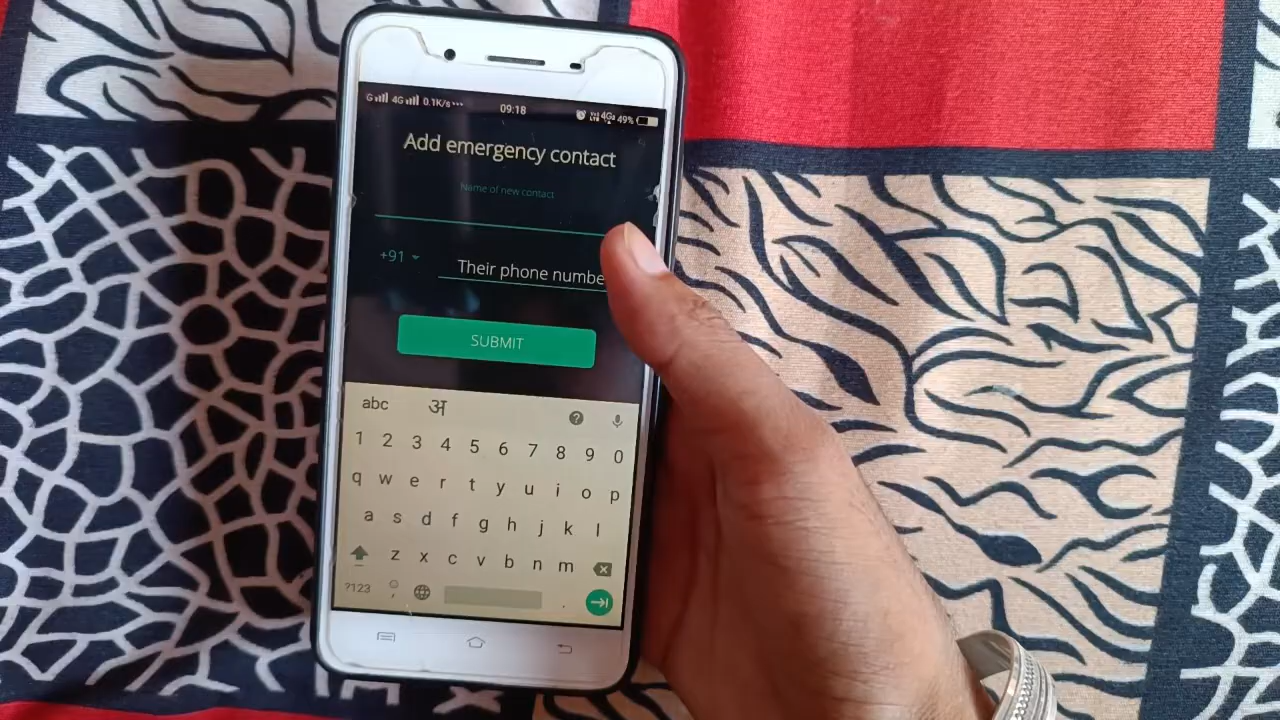 G 4G 0.1K/s ··· 09:18 49%
Add emergency contact
Name of new contact
+91 Their phone numbe
SUBMIT
abc अ
1 2 3 4 5 6 7 8 9 0
q w e r t y u i o p
a s d f g h j k l
z x c v b n m
?123 , .